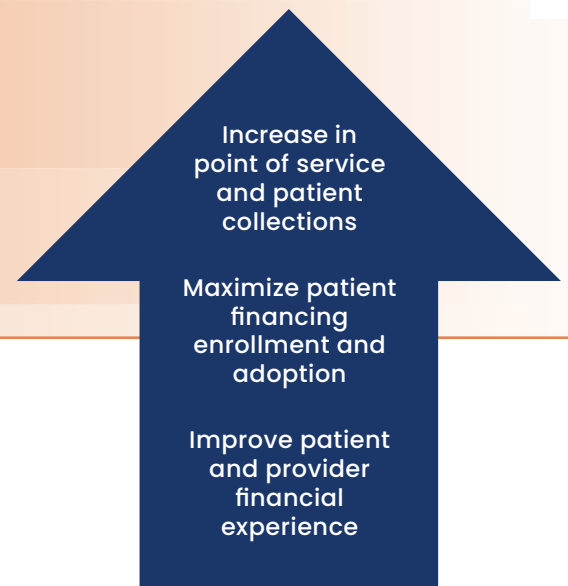 Increase in
point of service
and patient
collections
Maximize patient
financing
enrollment and
adoption
Improve patient
and provider
financial
experience